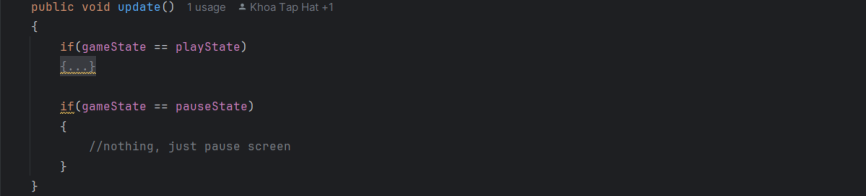 public void update() 1 usage Khoa Tap Hat +1
{
if(gameState == playState)
{...}
if(gameState == pauseState)
{
//nothing, just pause screen
}
}